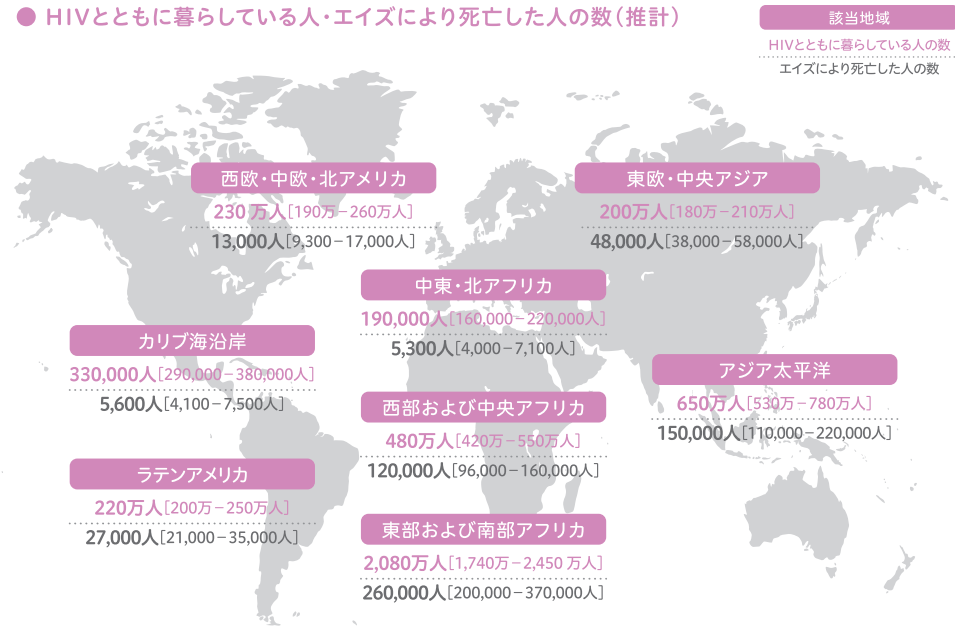 ● HIVとともに暮らしている人・エイズにより死亡した人の数（推計）
該当地域
HIVとともに暮らしている人の数
エイズにより死亡した人の数
西欧・中欧・北アメリカ
230 万人［190万－260万人］
13,000人［9,300－17,000人］
東欧・中央アジア
200万人［180万－210万人］
48,000人［38,000－58,000人］
中東・北アフリカ
190,000人［160,000－220,000人］
5,300人［4,000－7,100人］
カリブ海沿岸
330,000人［290,000－380,000人］
5,600人［4,100－7,500人］
アジア太平洋
650万人［530万－780万人］
150,000人［110,000－220,000人］
西部および中央アフリカ
480万人［420万－550万人］
120,000人［96,000－160,000人］
ラテンアメリカ
220万人［200万－250万人］
27,000人［21,000－35,000人］
東部および南部アフリカ
2,080万人［1,740万－2,450 万人］
260,000人［200,000－370,000人］